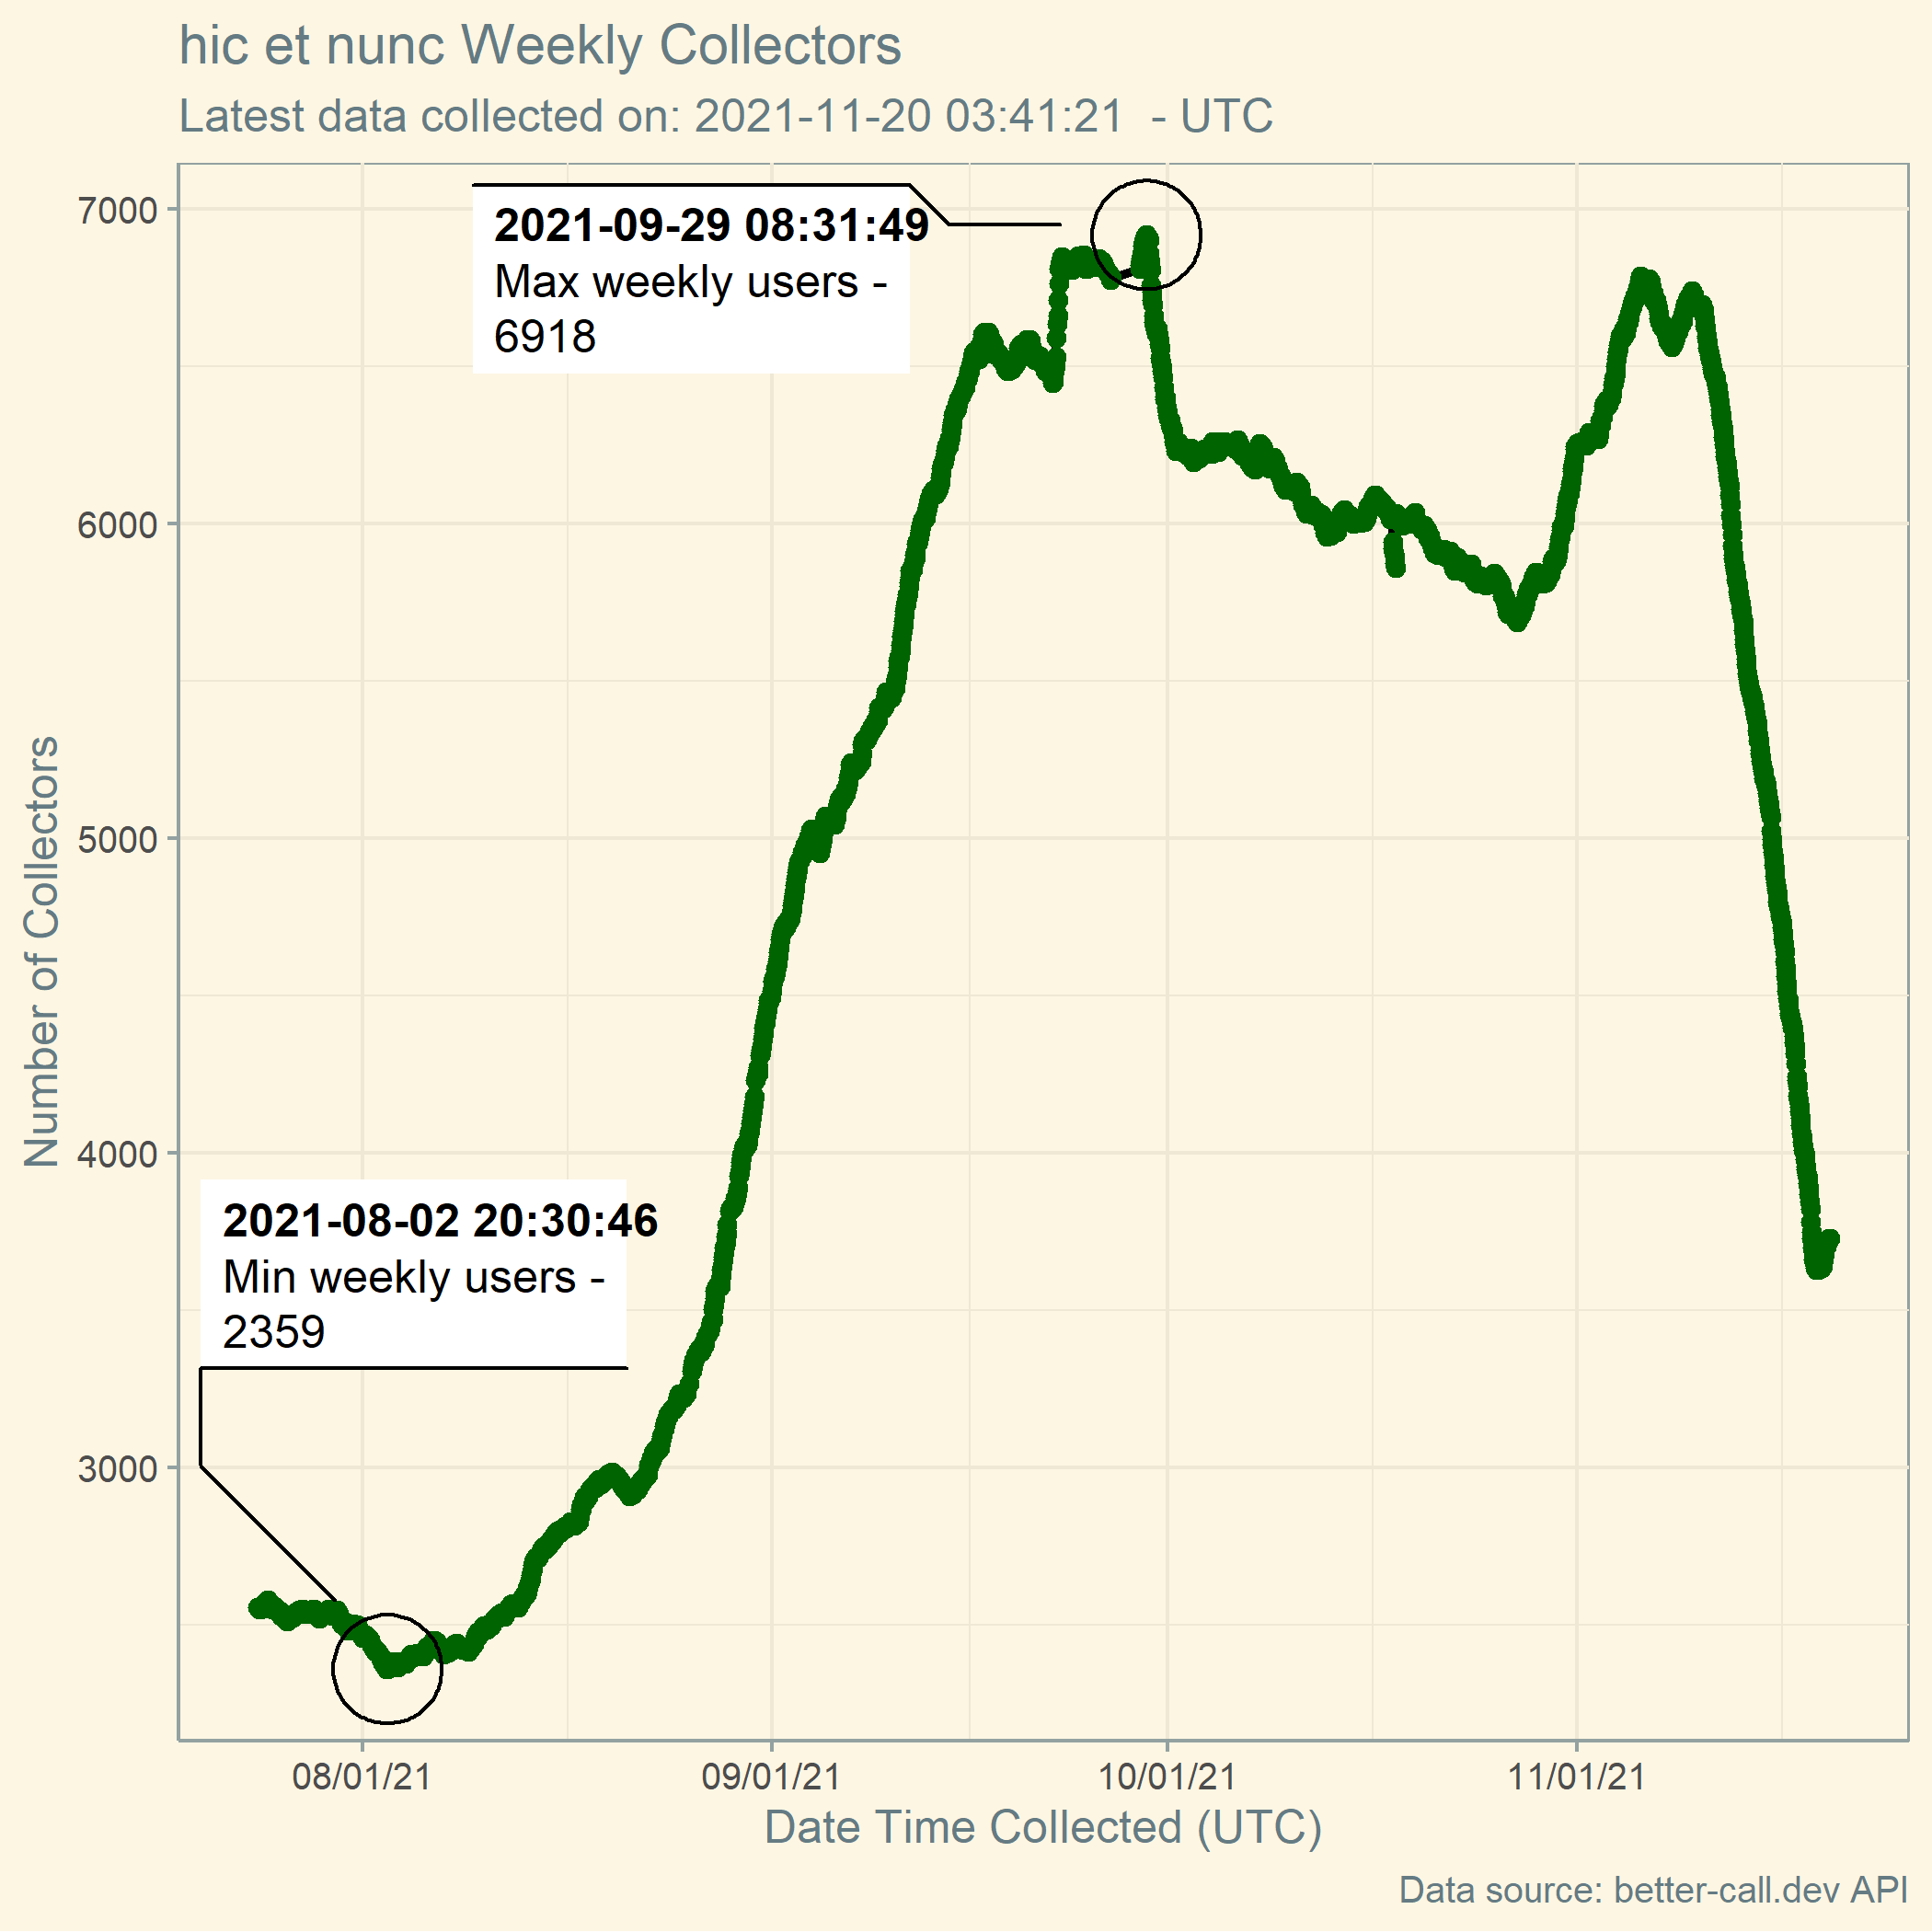 hic et nunc Weekly Collectors
Latest data collected on: 2021-11-20 03:41:21  - UTC
7000
6000
5000
4000
3000
Number of Collectors
2021-09-29 08:31:49
Max weekly users -
6918
2021-08-02 20:30:46
Min weekly users -
2359
08/01/21
09/01/21
10/01/21
11/01/21
Date Time Collected (UTC)
Data source: better-call.dev API